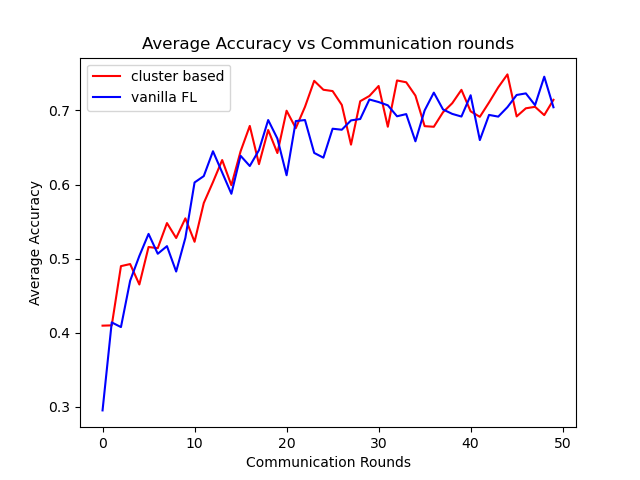 Average Accuracy vs Communication rounds
cluster based
vanilla FL
0.7
0.6
0.5
0.4
0.3
Average Accuracy
0
10
20
30
40
50
Communication Rounds